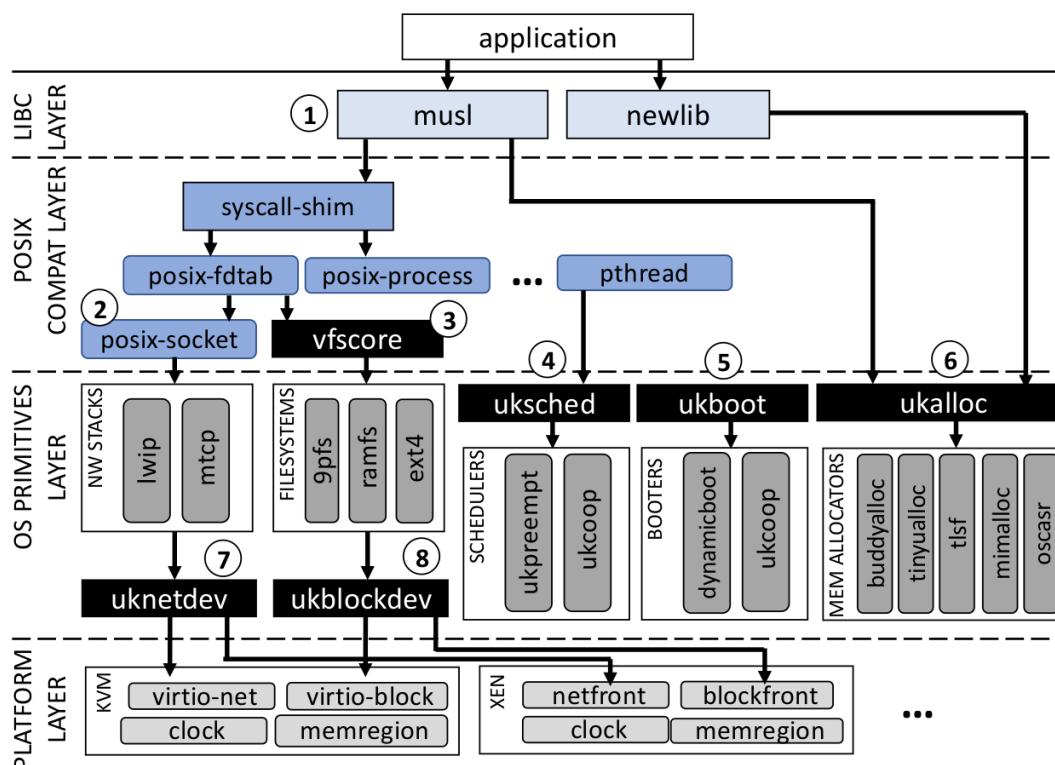 application
LIBC
LAYER
1
musl
newlib
POSIX
COMPAT LAYER
syscall-shim
posix-fdtab
posix-process
...
pthread
2
posix-socket
3
vfscore
OS PRIMITIVES
LAYER
4
uksched
5
ukboot
6
ukalloc
NW STACKS
lwip
mtcp
FILESYSTEMS
9pfs
ramfs
ext4
SCHEDULERS
ukpreempt
ukcoop
BOOTERS
dynamicboot
ukcoop
MEM ALLOCATORS
buddyalloc
tinyualloc
tlsf
mimalloc
oscasr
7
uknetdev
8
ukblockdev
PLATFORM
LAYER
KVM
virtio-net
virtio-block
clock
memregion
XEN
netfront
blockfront
clock
memregion
...